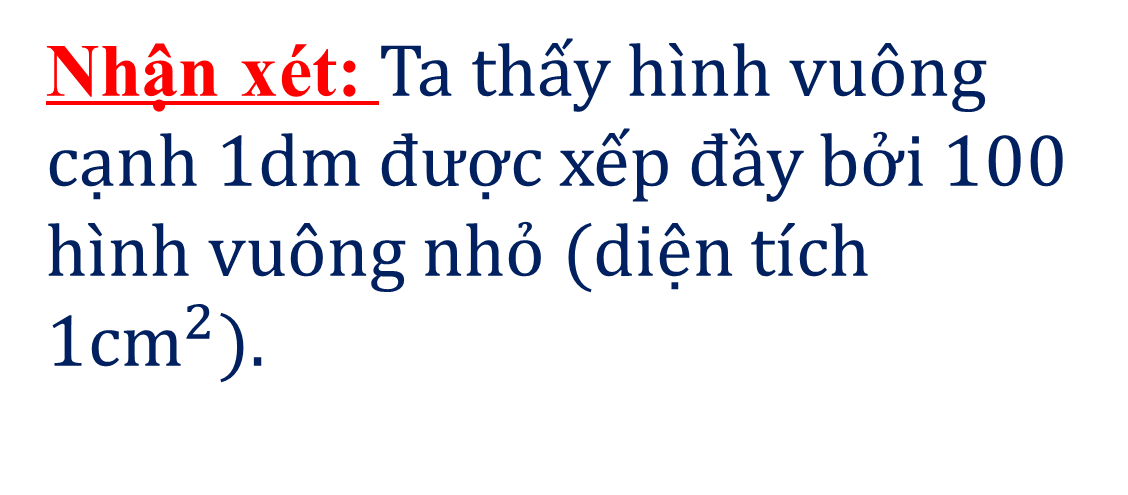 Nhận xét: Ta thấy hình vuông
cạnh 1dm được xếp đầy bởi 100
hình vuông nhỏ (diện tích
1cm²).